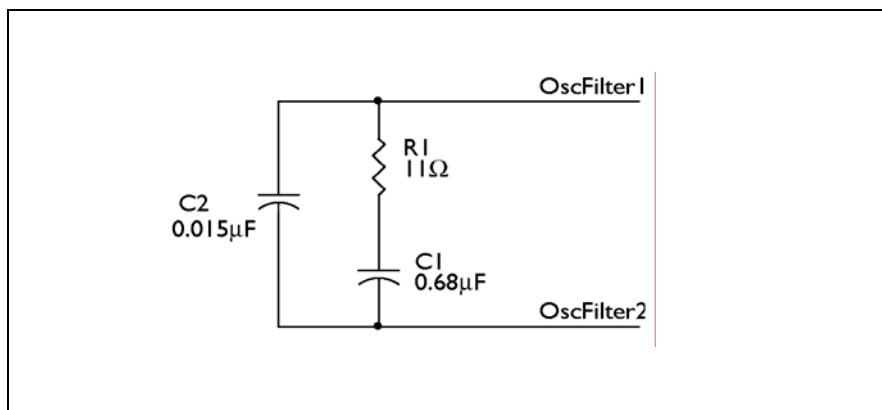 OscFilter1
R1
11Ω
C2
0.015µF
C1
0.68µF
OscFilter2